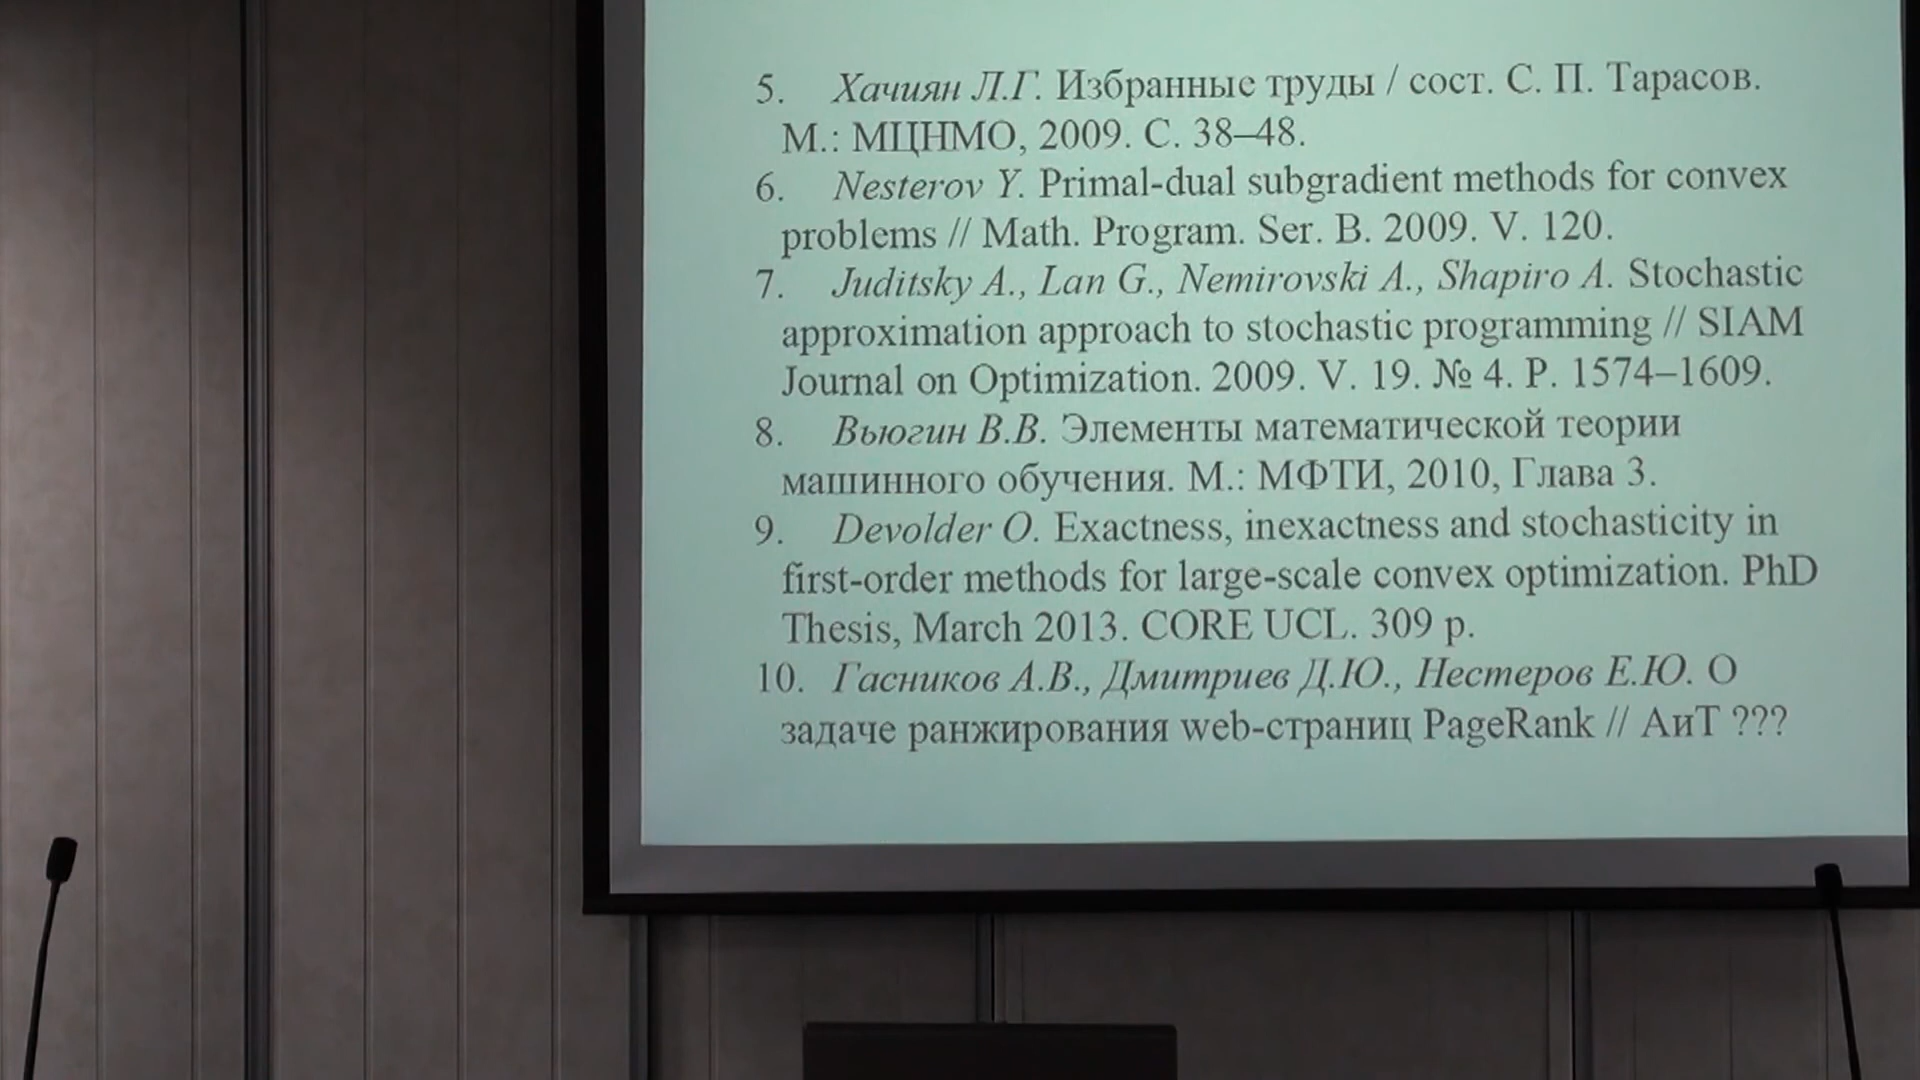 5. Хачиян Л.Г. Избранные труды / сост. С. П. Тарасов.
М.: МЦНМО, 2009. С. 38–48.
6. Nesterov Y. Primal-dual subgradient methods for convex
problems // Math. Program. Ser. B. 2009. V. 120.
7. Juditsky A., Lan G., Nemirovski A., Shapiro A. Stochastic
approximation approach to stochastic programming // SIAM
Journal on Optimization. 2009. V. 19. № 4. P. 1574–1609.
8. Вьюгин В.В. Элементы математической теории
машинного обучения. М.: МФТИ, 2010, Глава 3.
9. Devolder O. Exactness, inexactness and stochasticity in
first-order methods for large-scale convex optimization. PhD
Thesis, March 2013. CORE UCL. 309 p.
10. Гасников А.В., Дмитриев Д.Ю., Нестеров Е.Ю. О
задаче ранжирования web-страниц PageRank // АиТ ???